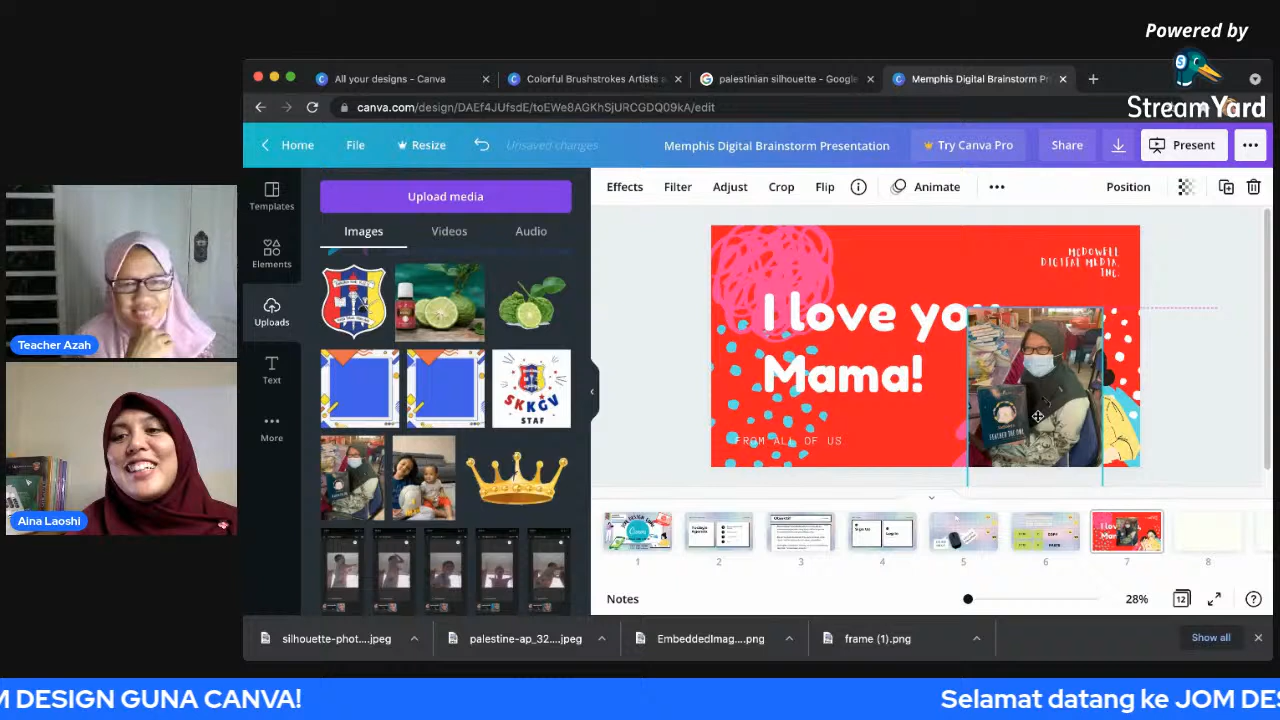 Powered by
StreamYard
All your designs - Canva
Colorful Brushstrokes Artists a
palestinian silhouette - Google
Memphis Digital Brainstorm Pr
canva.com/design/DAEf4JUfsdE/toEWe8AGKhSjURCGDQ09kA/edit
Home
File
Resize
Unsaved changes
Memphis Digital Brainstorm Presentation
Try Canva Pro
Share
Present
Templates
Elements
Uploads
Text
More
Upload media
Images
Videos
Audio
SKKGV
STAF
Effects
Filter
Adjust
Crop
Flip
Animate
Position
MCDOWELL
DIGITAL MEDIA,
INC.
I love you
Mama!
FROM ALL OF US
1
2
3
4
5
6
7
8
Notes
28%
12
silhouette-phot....jpeg
palestine-ap_32....jpeg
EmbeddedImag....png
frame (1).png
Show all
Teacher Azah
Aina Laoshi
M DESIGN GUNA CANVA!
Selamat datang ke JOM DES